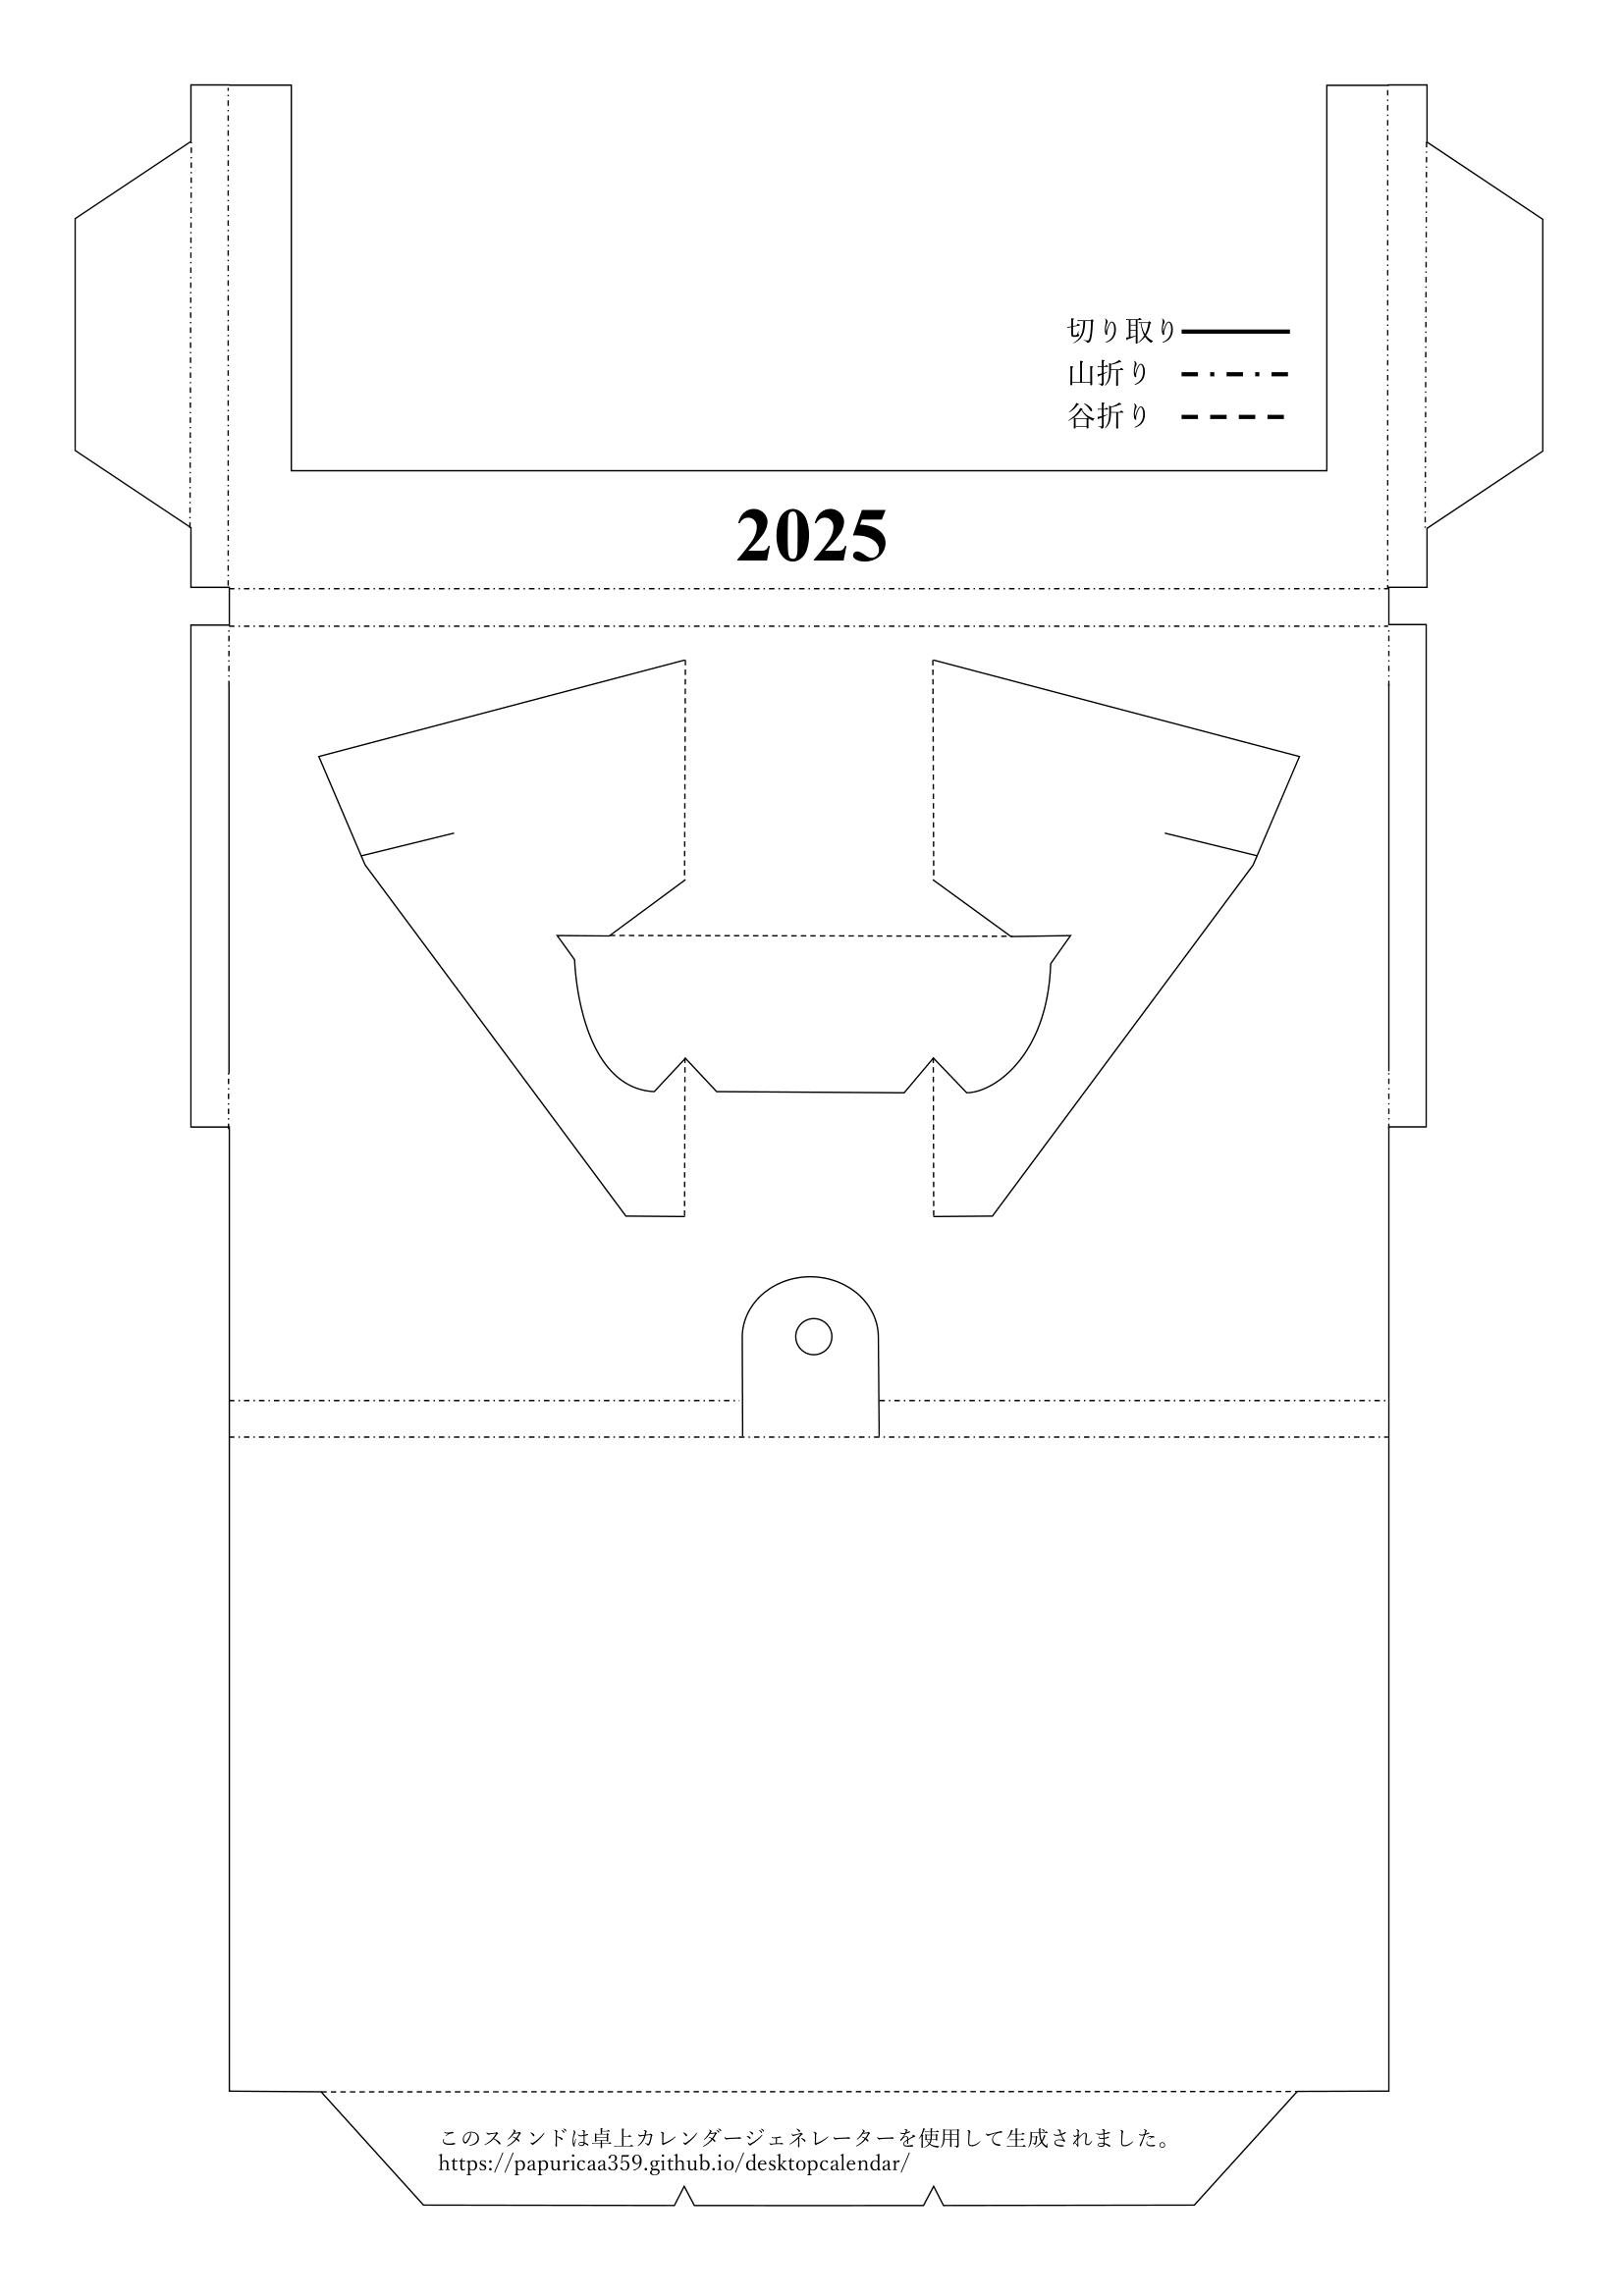 切り取り
山折り
谷折り
2025
このスタンドは卓上カレンダージェネレーターを使用して生成されました。
https://papuricaa359.github.io/desktopcalendar/